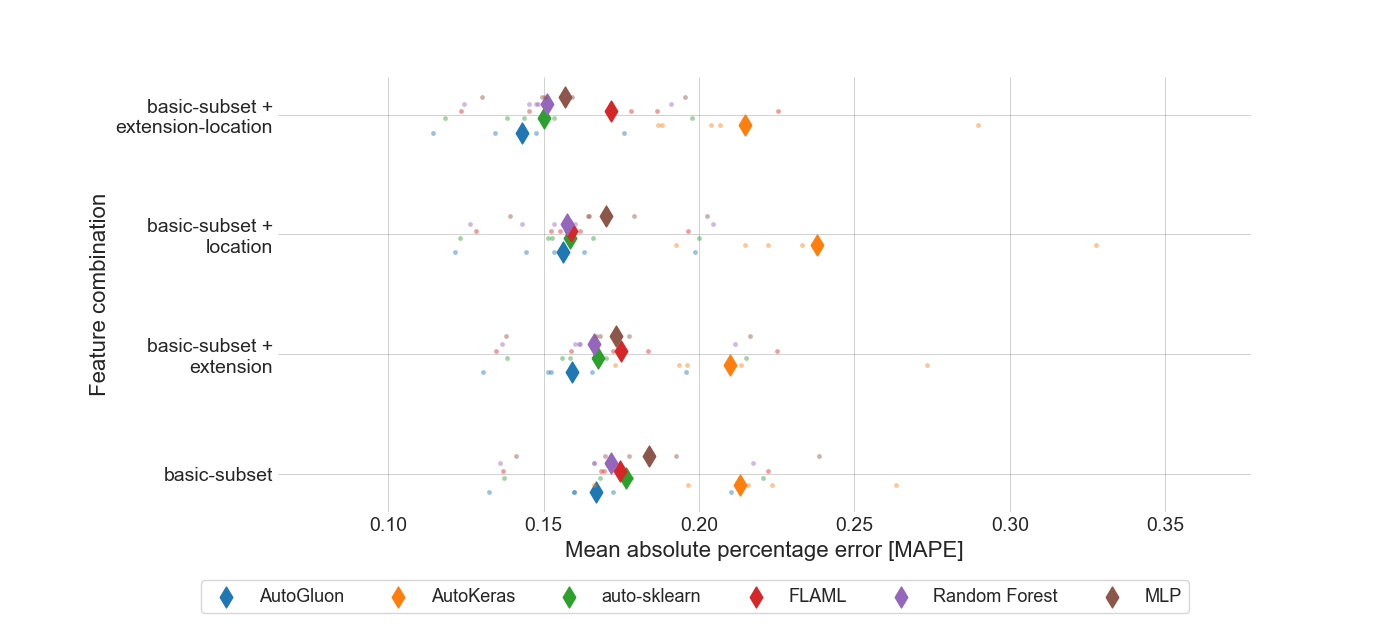 basic-subset +
extension-location
basic-subset +
location
basic-subset +
extension
basic-subset
Feature combination
0.10 0.15 0.20 0.25 0.30 0.35
Mean absolute percentage error [MAPE]
AutoGluon AutoKeras auto-sklearn FLAML Random Forest MLP